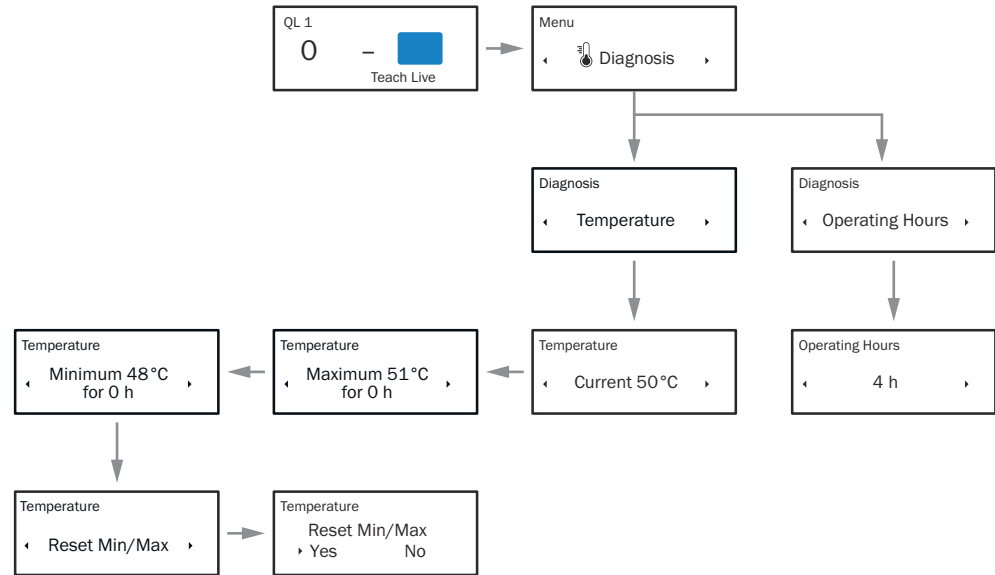 QL 1
0 –
Teach Live
Menu
Diagnosis
Diagnosis
Temperature
Diagnosis
Operating Hours
Temperature
Minimum 48°C
for 0 h
Temperature
Maximum 51°C
for 0 h
Temperature
Current 50°C
Operating Hours
4 h
Temperature
Reset Min/Max
Temperature
Reset Min/Max
Yes No